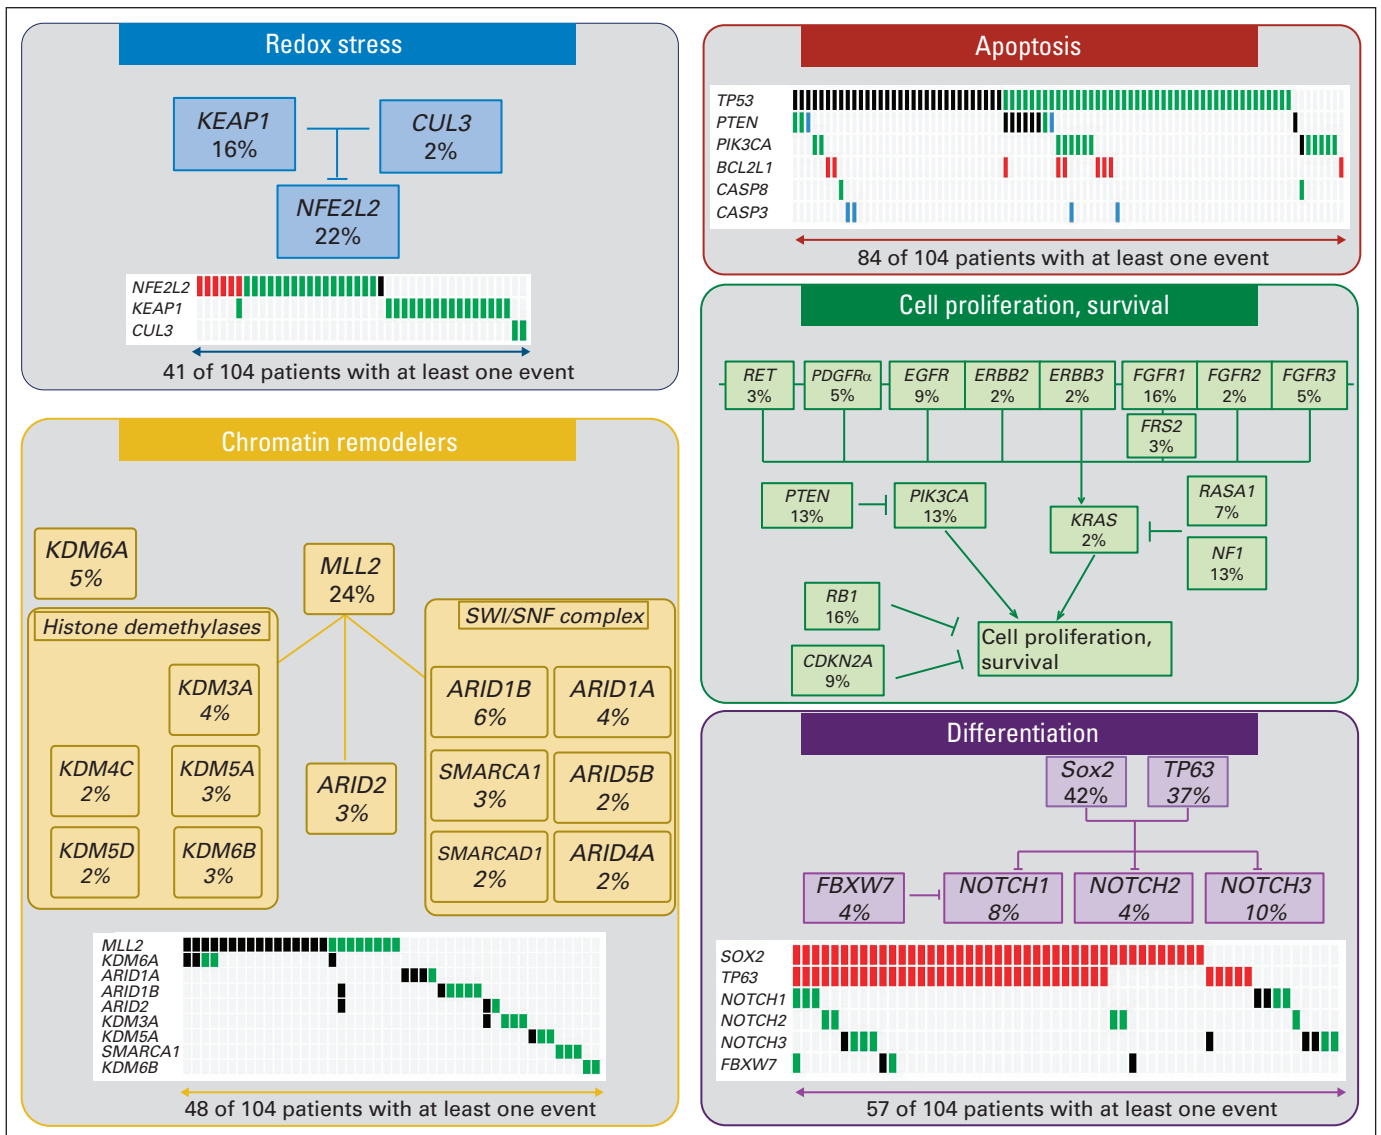 Redox stress
KEAP1
16%
CUL3
2%
NFE2L2
22%
NFE2L2
KEAP1
CUL3
41 of 104 patients with at least one event
Chromatin remodelers
KDM6A
5%
MLL2
24%
Histone demethylases
KDM3A
4%
KDM4C
2%
KDM5A
3%
KDM5D
2%
KDM6B
3%
ARID2
3%
SWI/SNF complex
ARID1B
6%
ARID1A
4%
SMARCA1
3%
ARID5B
2%
SMARCAD1
2%
ARID4A
2%
MLL2
KDM6A
ARID1A
ARID1B
ARID2
KDM3A
KDM5A
SMARCA1
KDM6B
48 of 104 patients with at least one event
Apoptosis
TP53
PTEN
PIK3CA
BCL2L1
CASP8
CASP3
84 of 104 patients with at least one event
Cell proliferation, survival
RET
3%
PDGFRα
5%
EGFR
9%
ERBB2
2%
ERBB3
2%
FGFR1
16%
FGFR2
2%
FGFR3
5%
FRS2
3%
PTEN
13%
PIK3CA
13%
KRAS
2%
RASA1
7%
NF1
13%
RB1
16%
CDKN2A
9%
Cell proliferation,
survival
Differentiation
Sox2
42%
TP63
37%
FBXW7
4%
NOTCH1
8%
NOTCH2
4%
NOTCH3
10%
SOX2
TP63
NOTCH1
NOTCH2
NOTCH3
FBXW7
57 of 104 patients with at least one event